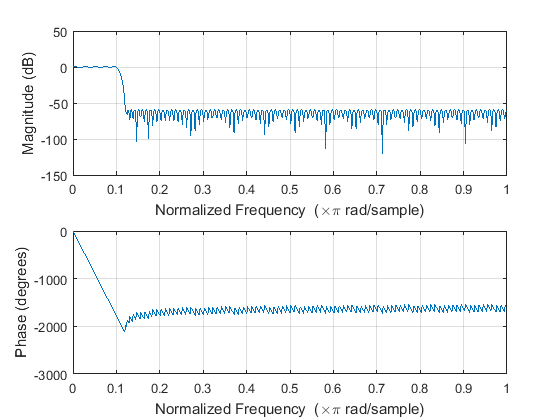 50
0
-50
-100
-150
Magnitude (dB)
0 0.1 0.2 0.3 0.4 0.5 0.6 0.7 0.8 0.9 1
Normalized Frequency (×π rad/sample)
0
-1000
-2000
-3000
Phase (degrees)
0 0.1 0.2 0.3 0.4 0.5 0.6 0.7 0.8 0.9 1
Normalized Frequency (×π rad/sample)